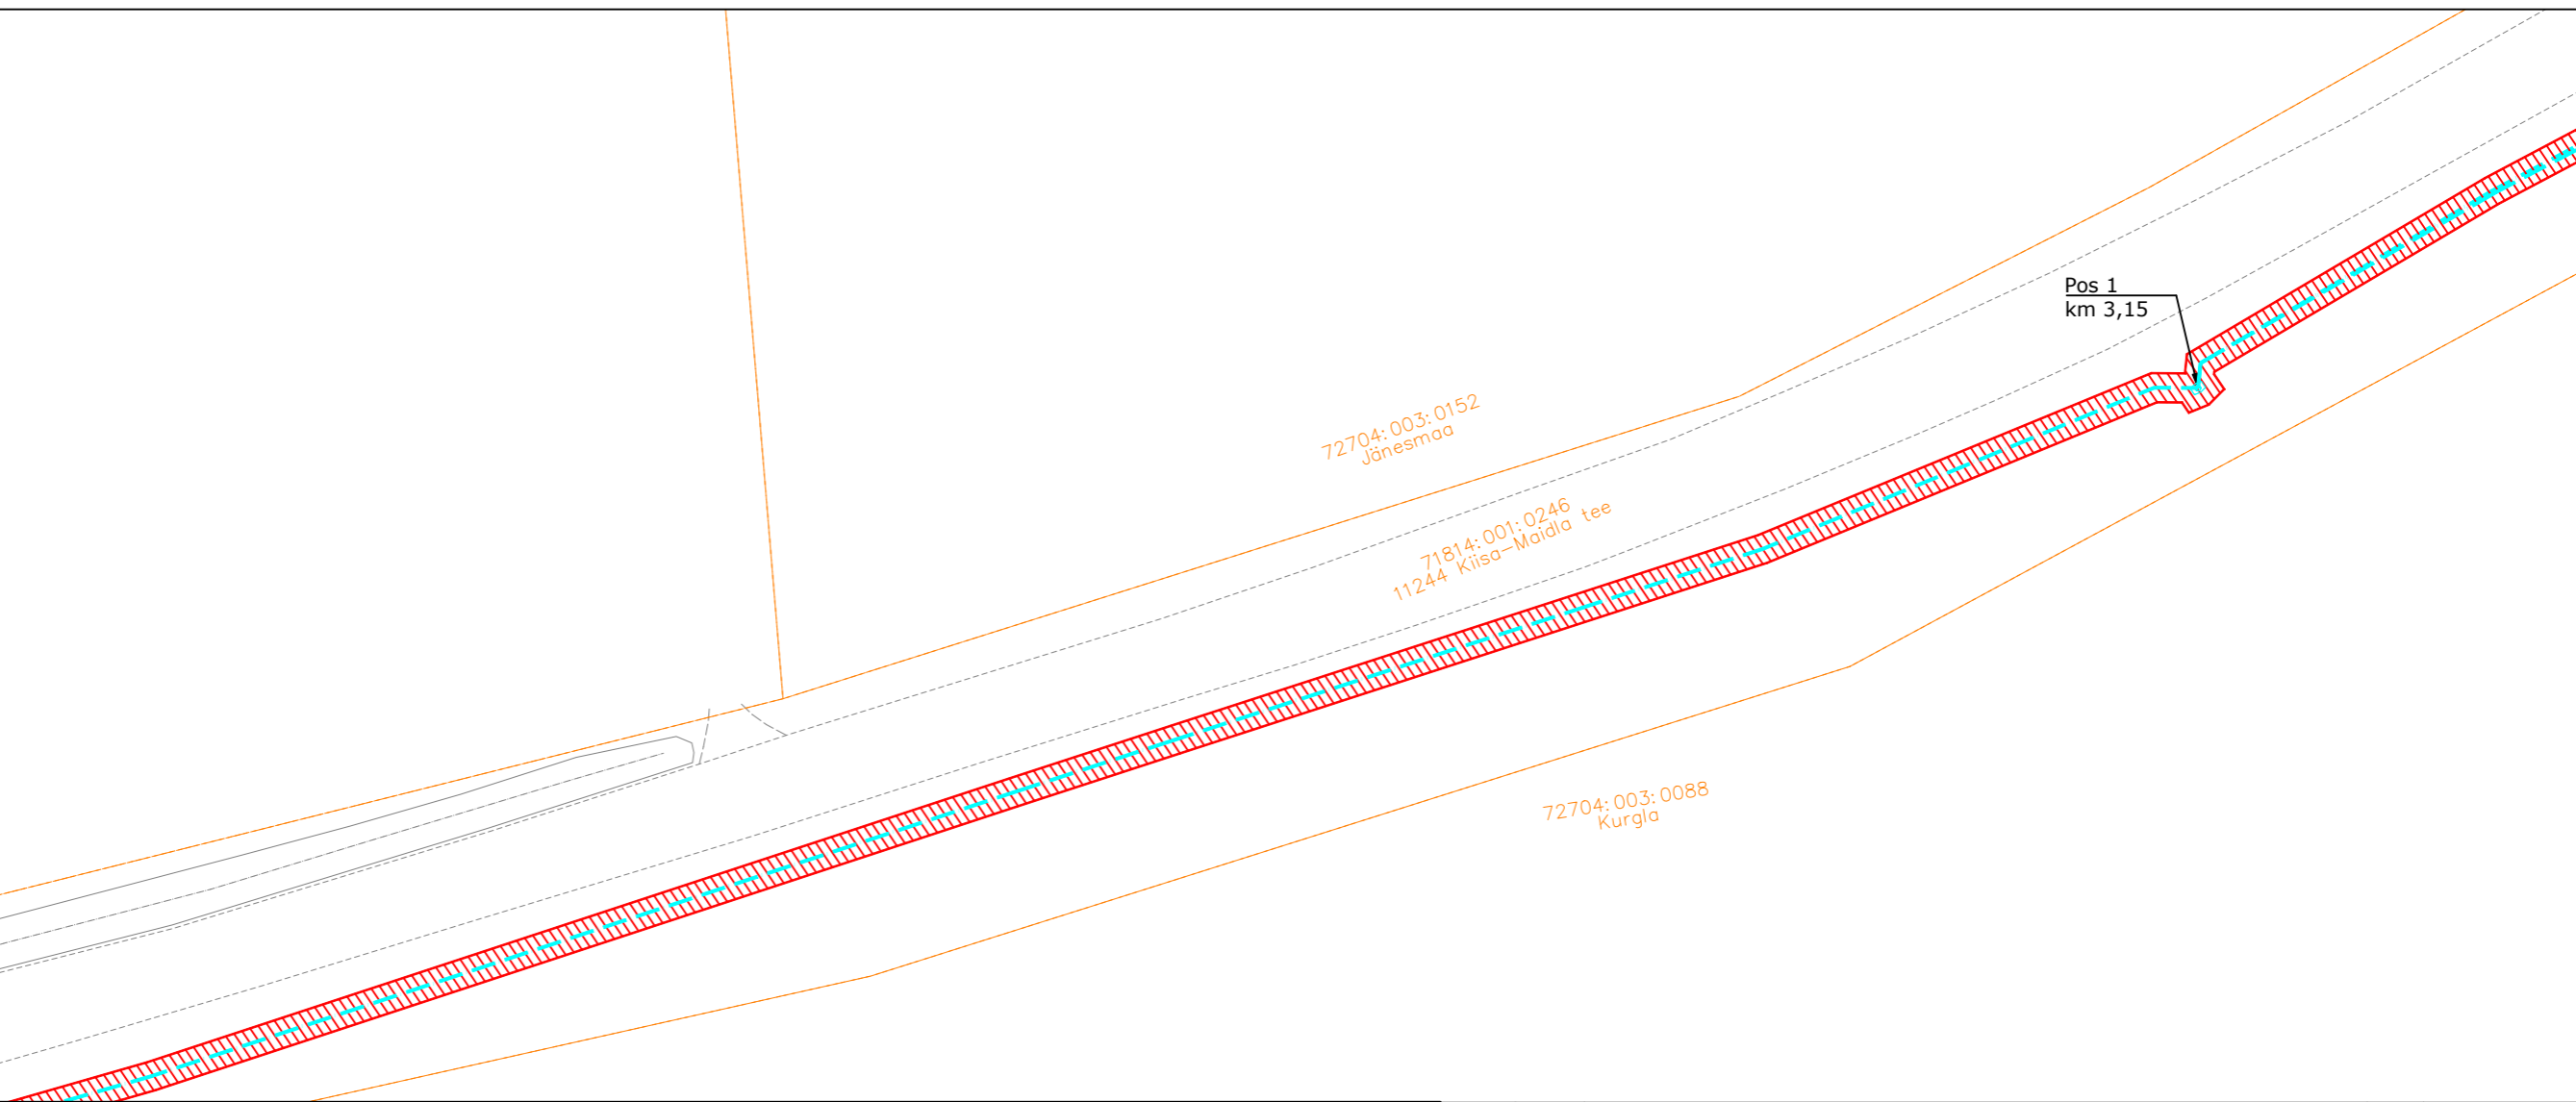 Pos 1
km 3,15
72704:003:0152
Jänesmaa
71814:001:0246
11244 Kiisa-Maidla tee
72704:003:0088
Kurgla